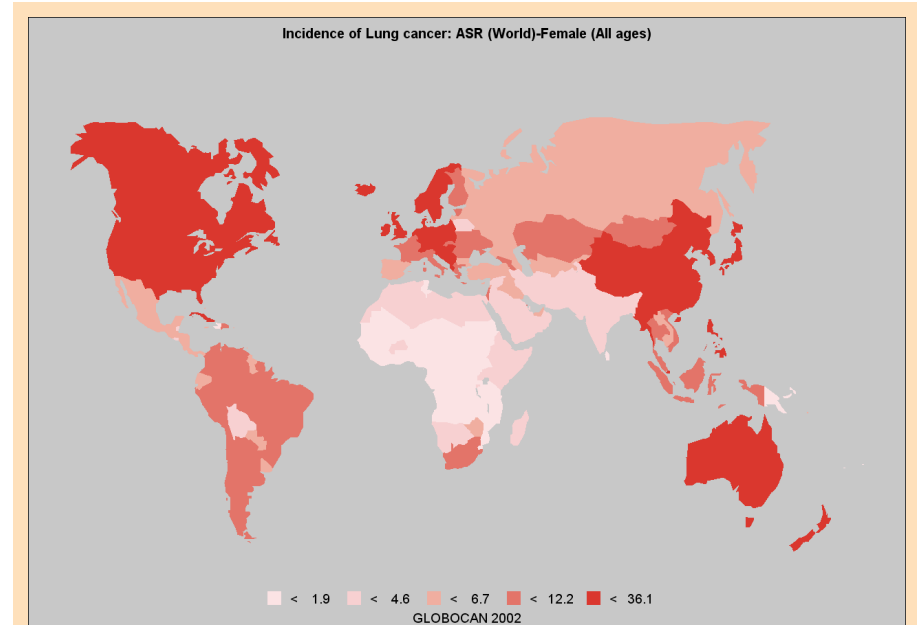 Incidence of Lung cancer: ASR (World)-Female (All ages)
< 1.9 < 4.6 < 6.7 < 12.2 < 36.1
GLOBOCAN 2002